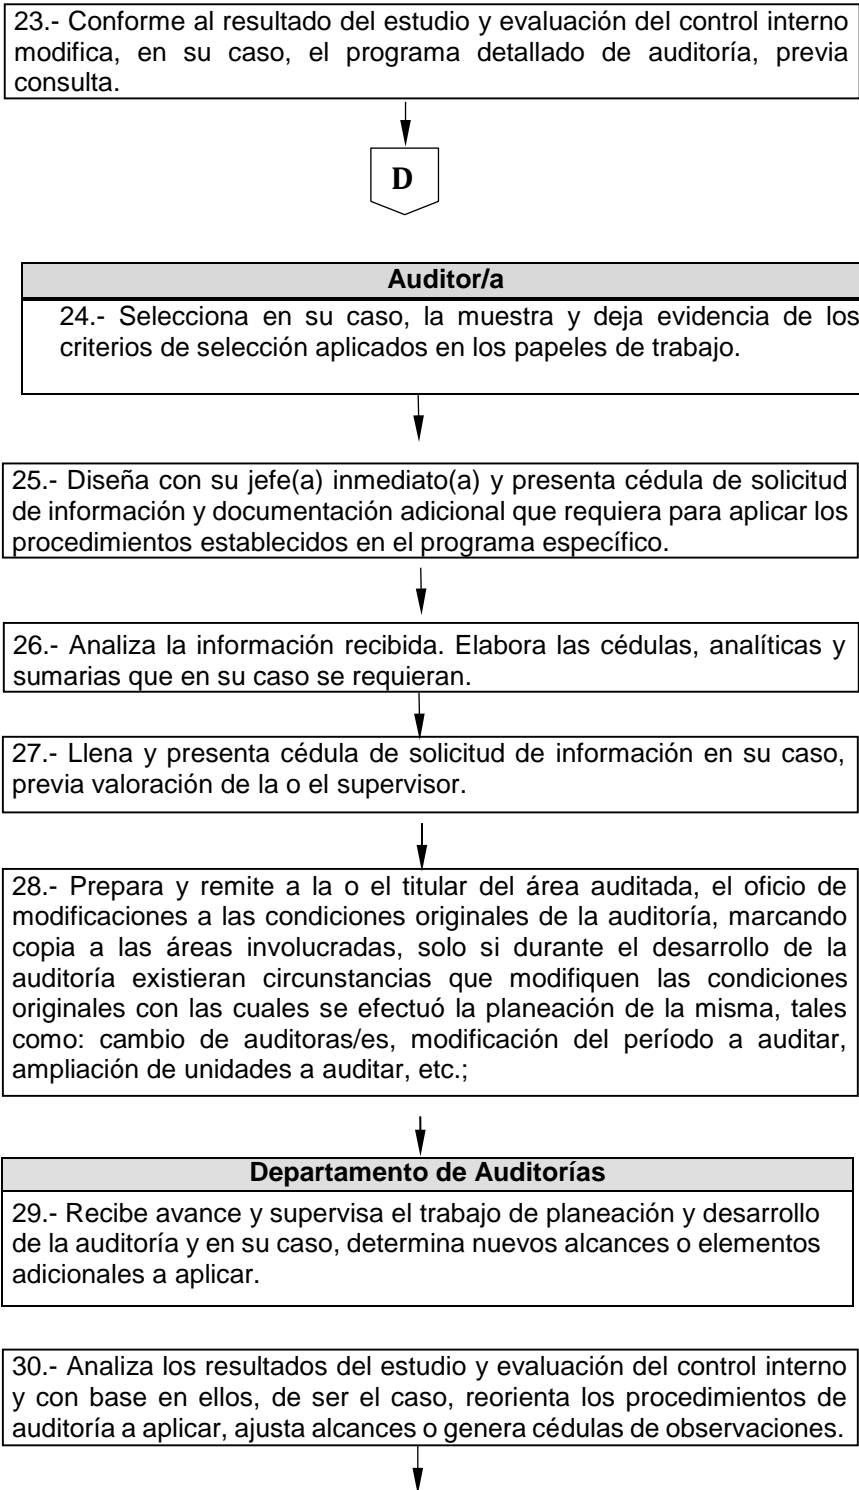 23.- Conforme al resultado del estudio y evaluación del control interno
modifica, en su caso, el programa detallado de auditoría, previa
consulta.
D
Auditor/a
24.- Selecciona en su caso, la muestra y deja evidencia de los
criterios de selección aplicados en los papeles de trabajo.
25.- Diseña con su jefe(a) inmediato(a) y presenta cédula de solicitud
de información y documentación adicional que requiera para aplicar los
procedimientos establecidos en el programa específico.
26.- Analiza la información recibida. Elabora las cédulas, analíticas y
sumarias que en su caso se requieran.
27.- Llena y presenta cédula de solicitud de información en su caso,
previa valoración de la o el supervisor.
28.- Prepara y remite a la o el titular del área auditada, el oficio de
modificaciones a las condiciones originales de la auditoría, marcando
copia a las áreas involucradas, solo si durante el desarrollo de la
auditoría existieran circunstancias que modifiquen las condiciones
originales con las cuales se efectuó la planeación de la misma, tales
como: cambio de auditoras/es, modificación del período a auditar,
ampliación de unidades a auditar, etc.;
Departamento de Auditorías
29.- Recibe avance y supervisa el trabajo de planeación y desarrollo
de la auditoría y en su caso, determina nuevos alcances o elementos
adicionales a aplicar.
30.- Analiza los resultados del estudio y evaluación del control interno
y con base en ellos, de ser el caso, reorienta los procedimientos de
auditoría a aplicar, ajusta alcances o genera cédulas de observaciones.